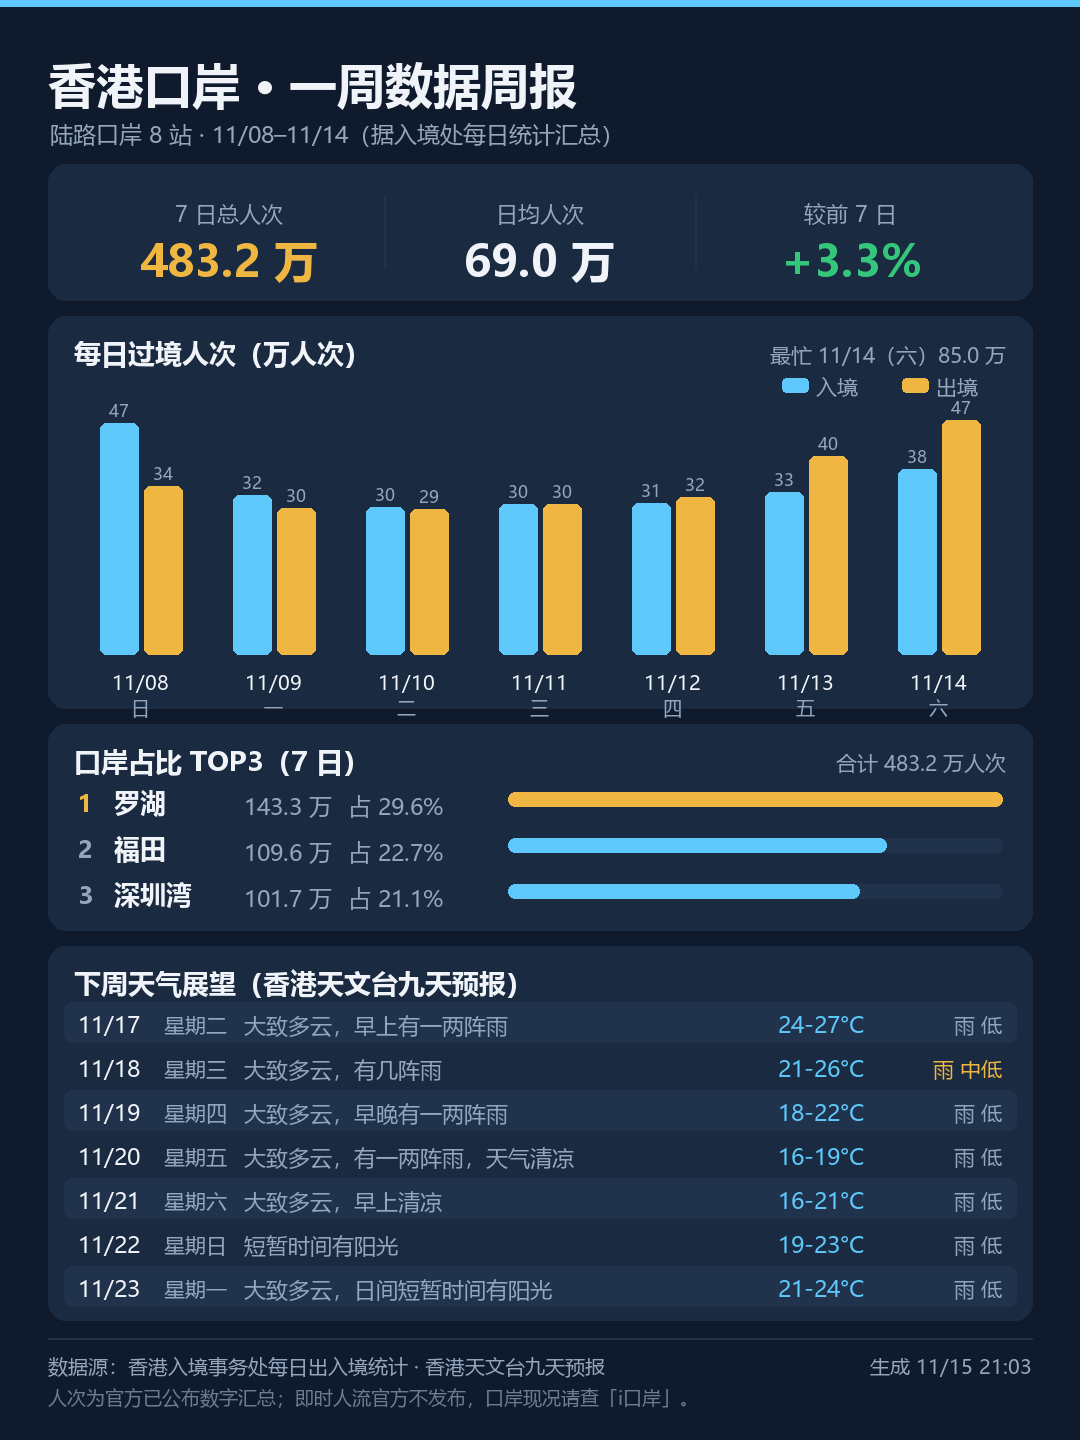 香港口岸 · 一周数据周报
陆路口岸 8 站 · 11/08–11/14（据入境处每日统计汇总）
7 日总人次 日均人次 较前 7 日
483.2 万 69.0 万 +3.3%
每日过境人次（万人次） 最忙 11/14（六）85.0 万
入境 出境
47 34 32 30 30 29 30 30 31 32 33 40 38 47
11/08 11/09 11/10 11/11 11/12 11/13 11/14
日 一 二 三 四 五 六
口岸占比 TOP3（7 日） 合计 483.2 万人次
1 罗湖 143.3 万 占 29.6%
2 福田 109.6 万 占 22.7%
3 深圳湾 101.7 万 占 21.1%
下周天气展望（香港天文台九天预报）
11/17 星期二 大致多云，早上有一两阵雨 24-27°C 雨 低
11/18 星期三 大致多云，有几阵雨 21-26°C 雨 中低
11/19 星期四 大致多云，早晚有一两阵雨 18-22°C 雨 低
11/20 星期五 大致多云，有一两阵雨，天气清凉 16-19°C 雨 低
11/21 星期六 大致多云，早上清凉 16-21°C 雨 低
11/22 星期日 短暂时间有阳光 19-23°C 雨 低
11/23 星期一 大致多云，日间短暂时间有阳光 21-24°C 雨 低
数据源：香港入境事务处每日出入境统计 · 香港天文台九天预报 生成 11/15 21:03
人次为官方已公布数字汇总；即时人流官方不发布，口岸现况请查「i口岸」。